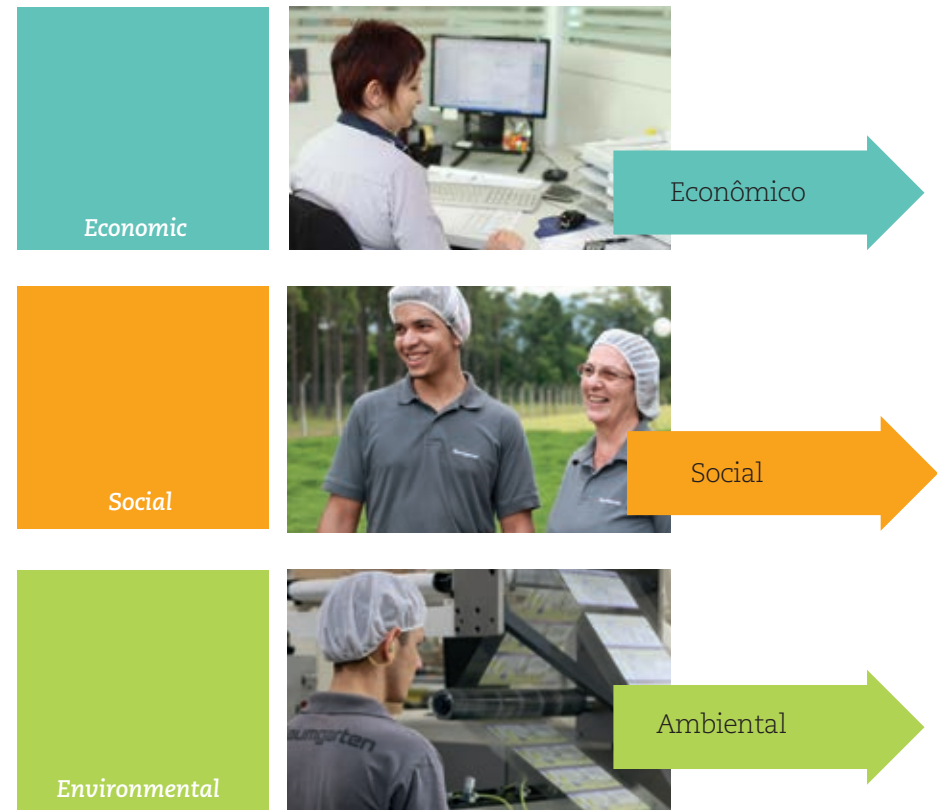 Economic
Econômico
Social
Social
Environmental
Ambiental